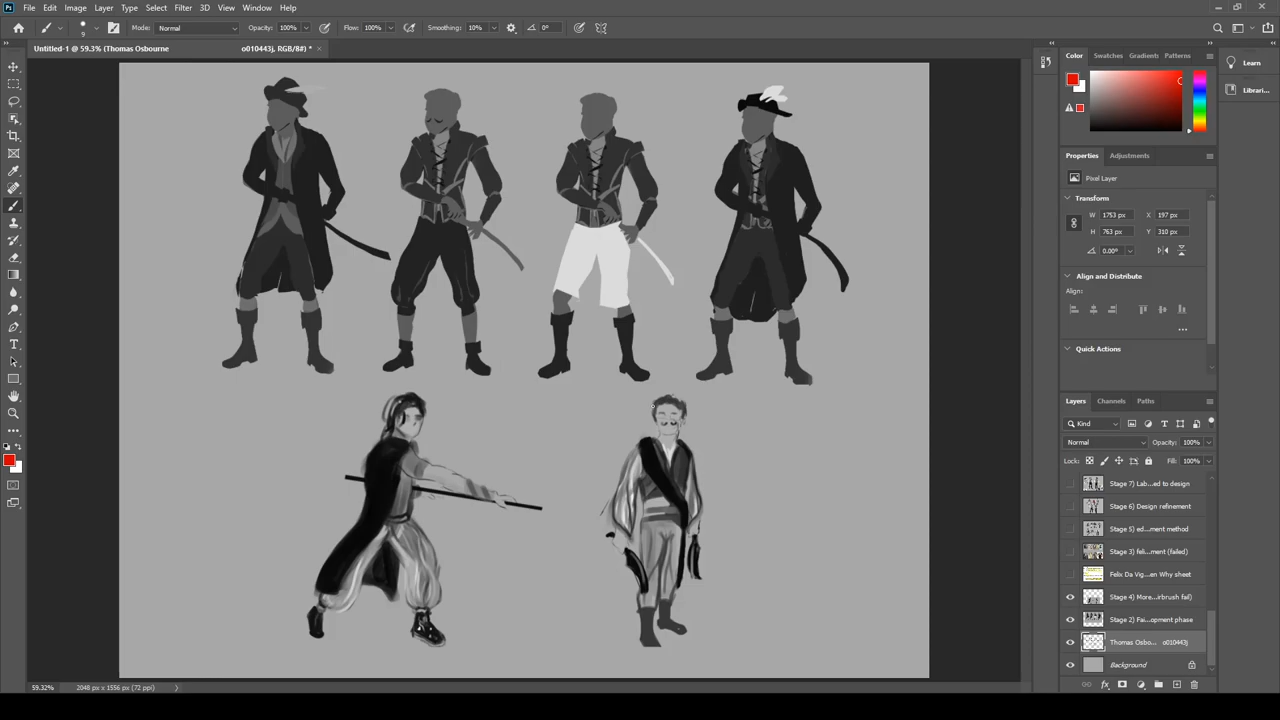 Ps File Edit Image Layer Type Select Filter 3D View Window Help
9 Mode: Normal Opacity: 100% Flow: 100% Smoothing: 10% 0°
Untitled-1 @ 59.3% (Thomas Osbourne o010443j, RGB/8#) * ×
Color Swatches Gradients Patterns
Learn
Librari...
Properties Adjustments
Pixel Layer
Transform
W 1753 px X 197 px
H 763 px Y 310 px
0.00°
Align and Distribute
Align:
Quick Actions
Layers Channels Paths
Kind
Normal Opacity: 100%
Lock: Fill: 100%
Stage 7) Lab...ed to design
Stage 6) Design refinement
Stage 5) ed...ment method
Stage 3) feli...ment (failed)
Felix Da Vig...en Why sheet
Stage 4) More...irbrush fail)
Stage 2) Fai...opment phase
Thomas Osbo... o010443j
Background
59.32% 2048 px x 1556 px (72 ppi)